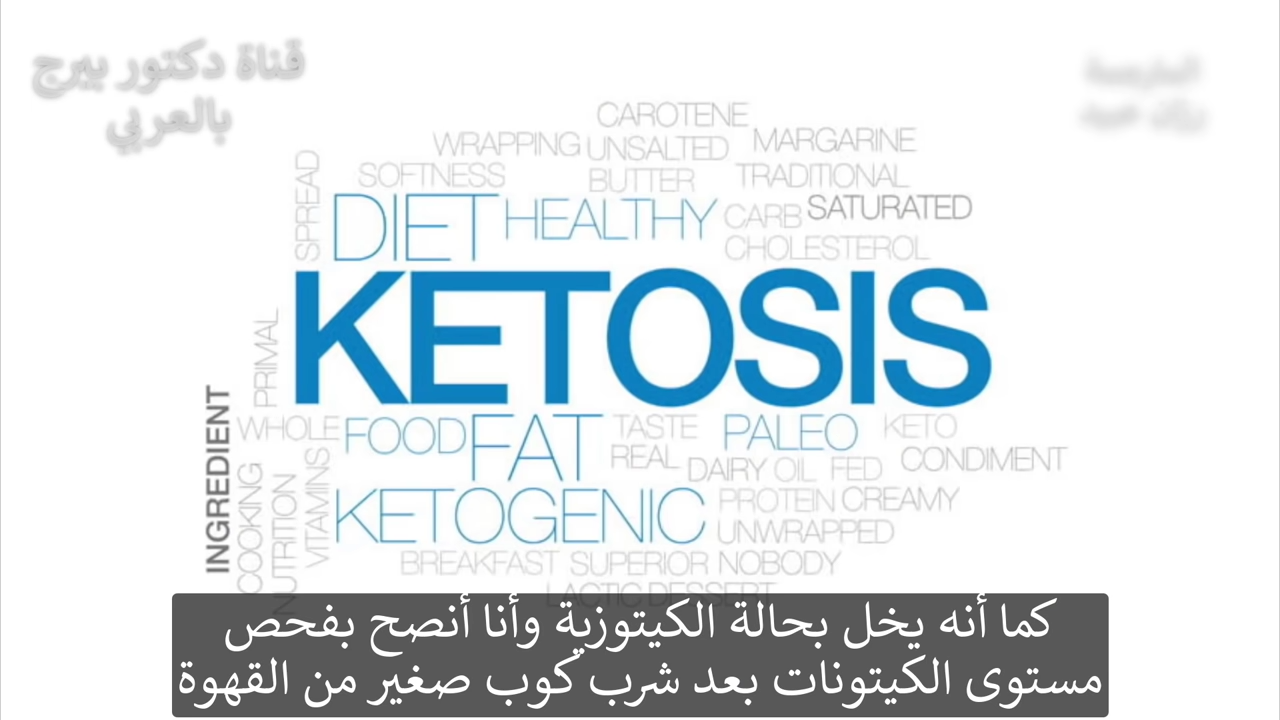 قناة دكتور بيرج
بالعربي
CAROTENE
WRAPPING UNSALTED MARGARINE
SOFTNESS BUTTER TRADITIONAL
SPREAD
DIET HEALTHY CARB SATURATED
CHOLESTEROL
KETOSIS
PRIMAL
INGREDIENT
WHOLE FOOD FAT TASTE PALEO KETO
REAL DAIRY OIL FED CONDIMENT
COOKING
NUTRITION
VITAMINS
KETOGENIC PROTEIN CREAMY
UNWRAPPED
BREAKFAST SUPERIOR NOBODY
LACTIC DESSERT
كما أنه يخل بحالة الكيتوزية وأنا أنصح بفحص
مستوى الكيتونات بعد شرب كوب صغير من القهوة